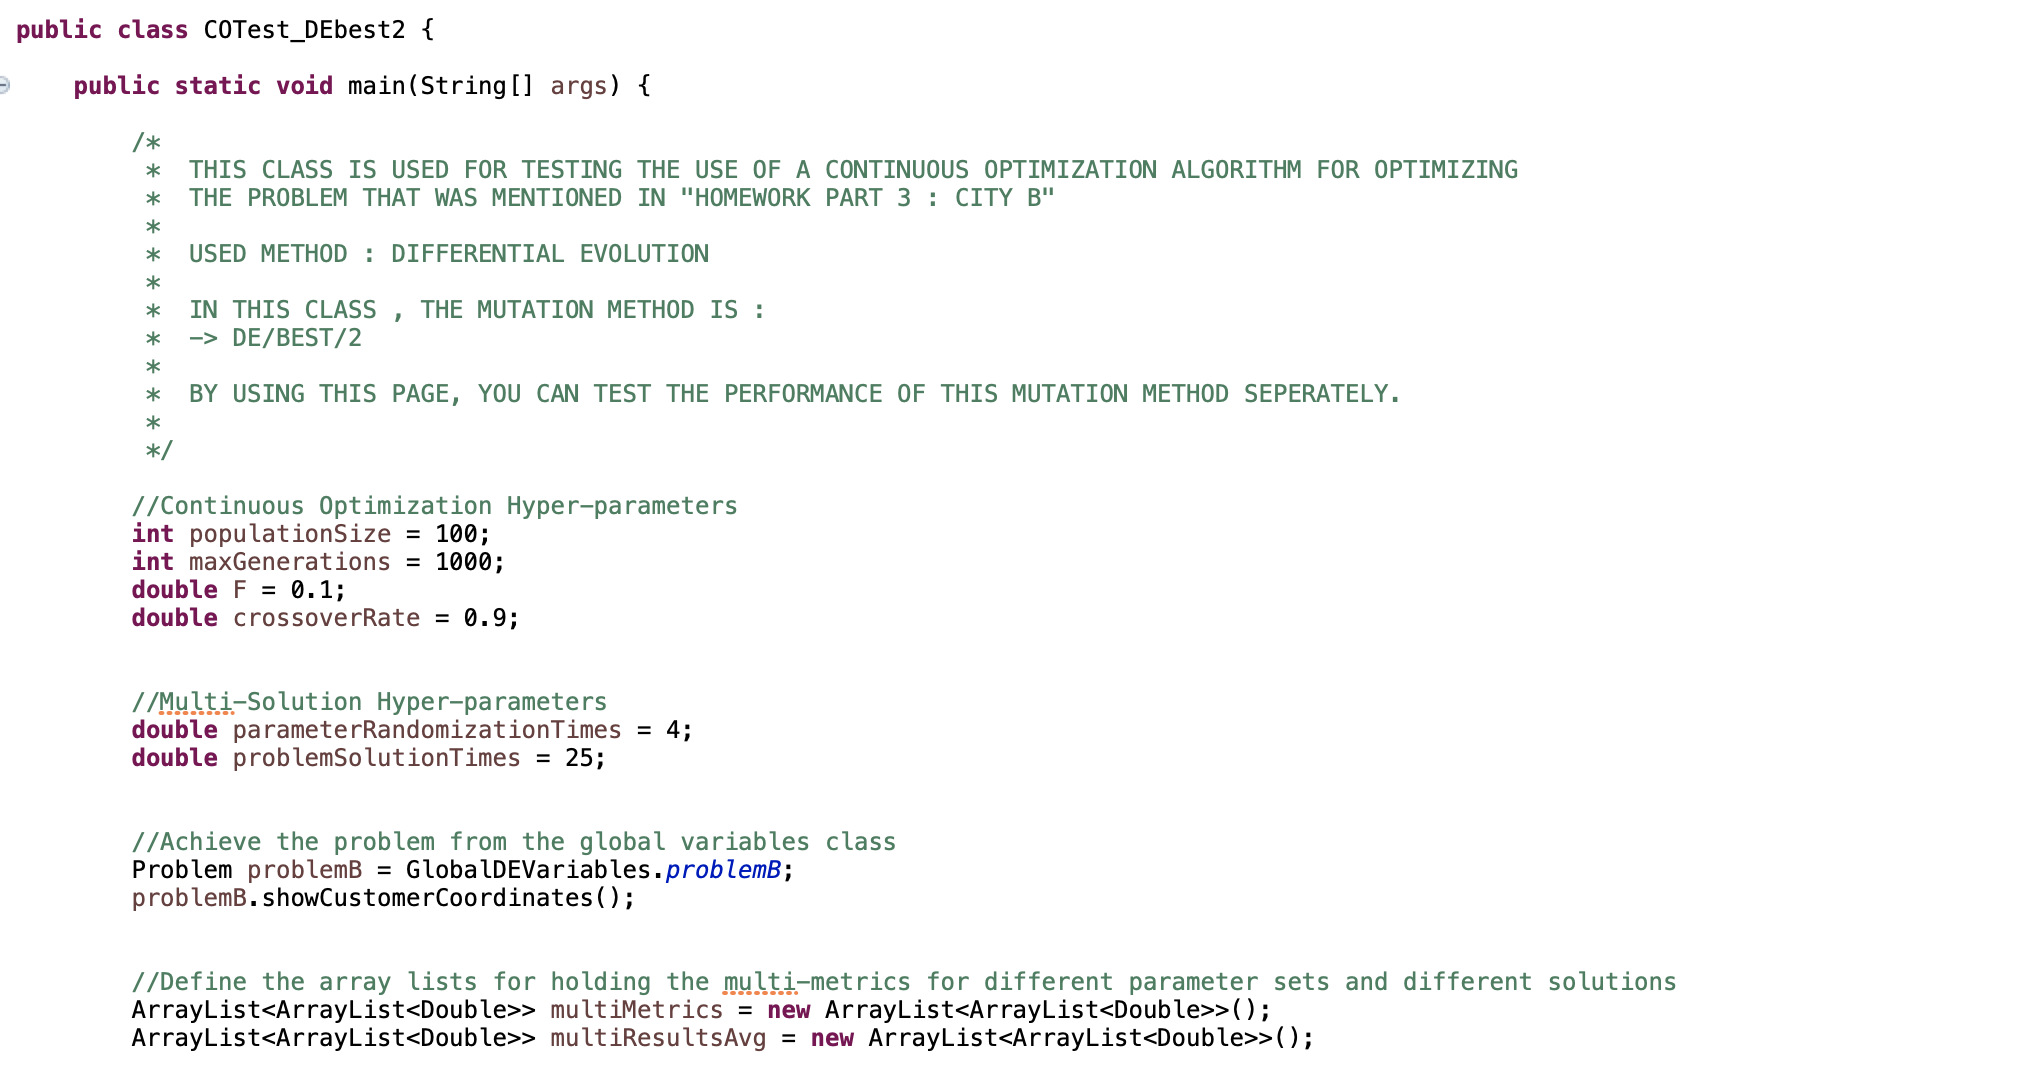 public class COTest_DEbest2 {
public static void main(String[] args) {
/*
* THIS CLASS IS USED FOR TESTING THE USE OF A CONTINUOUS OPTIMIZATION ALGORITHM FOR OPTIMIZING
* THE PROBLEM THAT WAS MENTIONED IN "HOMEWORK PART 3 : CITY B"
*
* USED METHOD : DIFFERENTIAL EVOLUTION
*
* IN THIS CLASS , THE MUTATION METHOD IS :
* -> DE/BEST/2
*
* BY USING THIS PAGE, YOU CAN TEST THE PERFORMANCE OF THIS MUTATION METHOD SEPERATELY.
*
*/
//Continuous Optimization Hyper-parameters
int populationSize = 100;
int maxGenerations = 1000;
double F = 0.1;
double crossoverRate = 0.9;
//Multi-Solution Hyper-parameters
double parameterRandomizationTimes = 4;
double problemSolutionTimes = 25;
//Achieve the problem from the global variables class
Problem problemB = GlobalDEVariables.problemB;
problemB.showCustomerCoordinates();
//Define the array lists for holding the multi-metrics for different parameter sets and different solutions
ArrayList<ArrayList<Double>> multiMetrics = new ArrayList<ArrayList<Double>>();
ArrayList<ArrayList<Double>> multiResultsAvg = new ArrayList<ArrayList<Double>>();